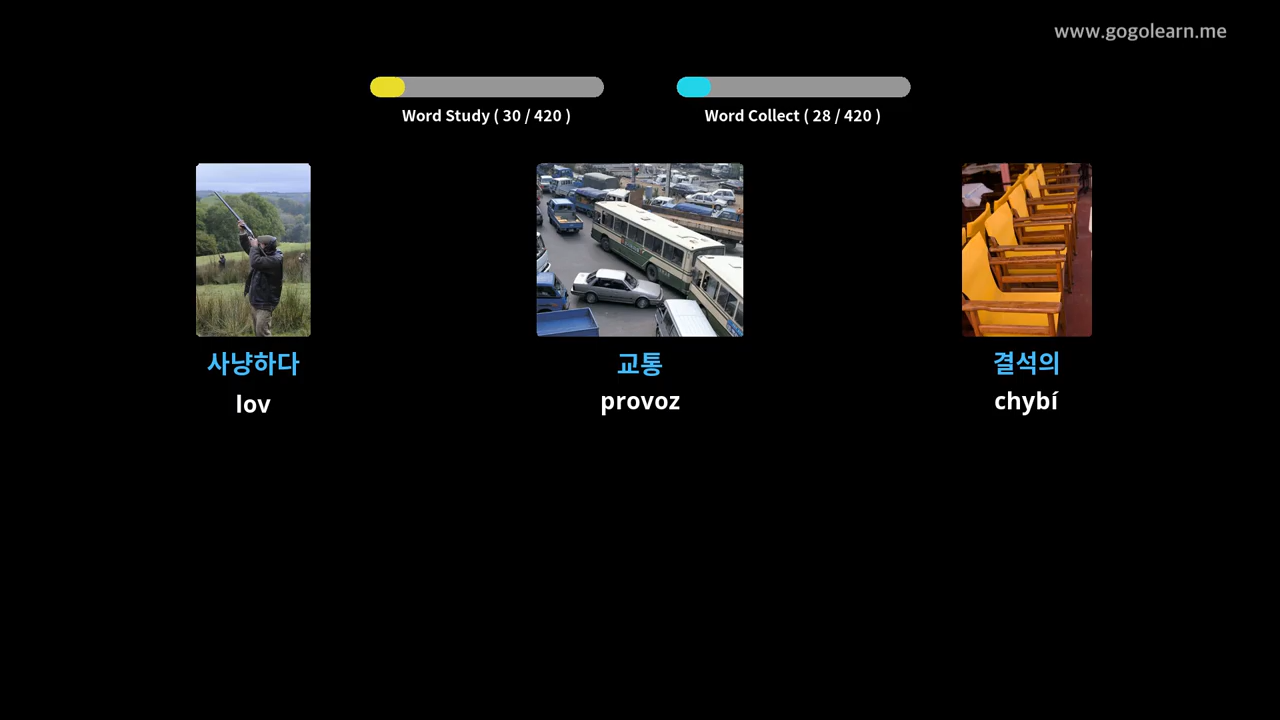 www.gogolearn.me
Word Study ( 30 / 420 )
Word Collect ( 28 / 420 )
사냥하다
교통
결석의
lov
provoz
chybí